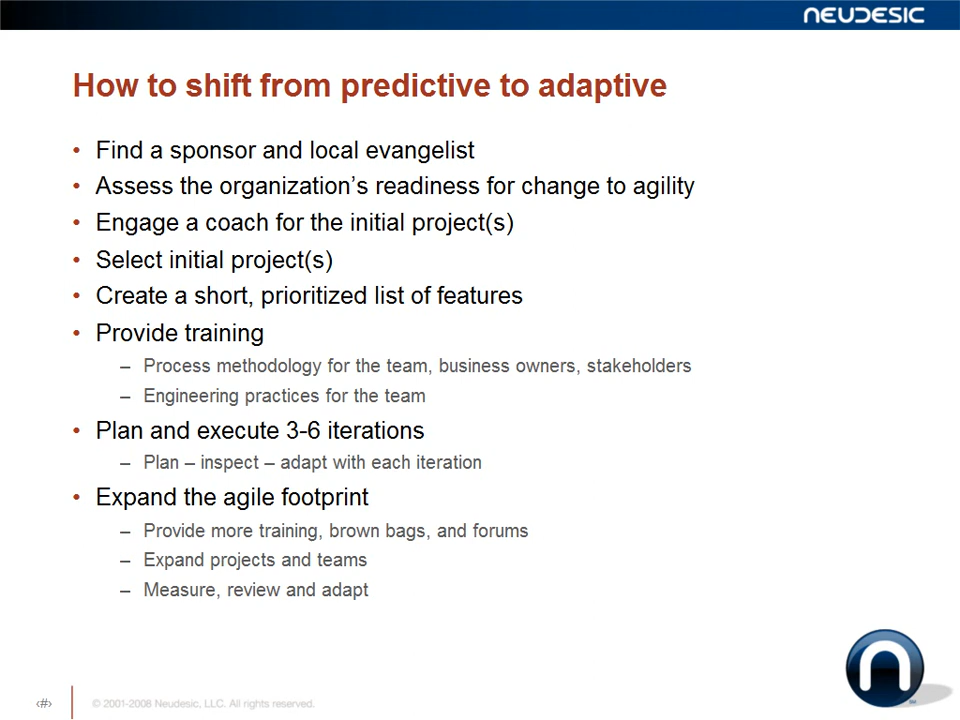 NEUDESIC
How to shift from predictive to adaptive
• Find a sponsor and local evangelist
• Assess the organization’s readiness for change to agility
• Engage a coach for the initial project(s)
• Select initial project(s)
• Create a short, prioritized list of features
• Provide training
– Process methodology for the team, business owners, stakeholders
– Engineering practices for the team
• Plan and execute 3-6 iterations
– Plan – inspect – adapt with each iteration
• Expand the agile footprint
– Provide more training, brown bags, and forums
– Expand projects and teams
– Measure, review and adapt
n
‹#›
© 2001-2008 Neudesic, LLC. All rights reserved.